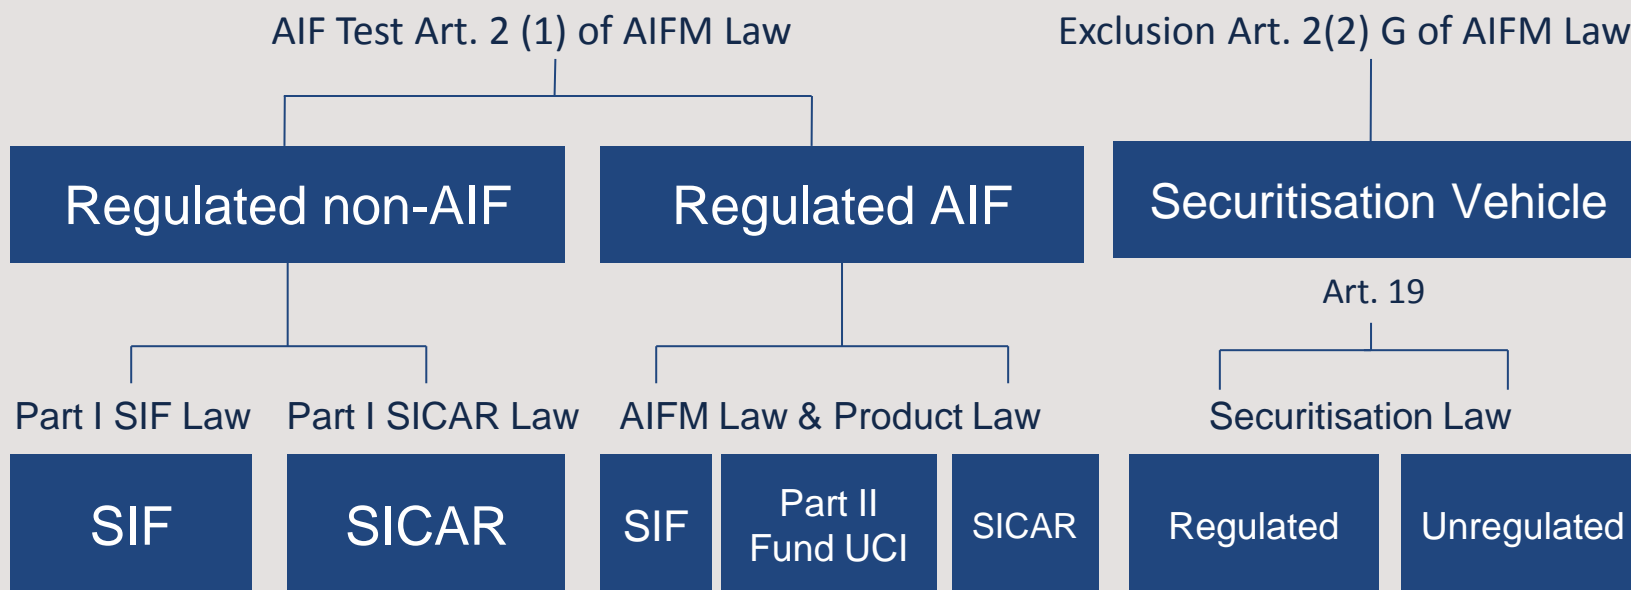 AIF Test Art. 2 (1) of AIFM Law
Exclusion Art. 2(2) G of AIFM Law
Regulated non-AIF
Regulated AIF
Securitisation Vehicle
Art. 19
Part I SIF Law
Part I SICAR Law
AIFM Law & Product Law
Securitisation Law
SIF
SICAR
SIF
Part II
Fund UCI
SICAR
Regulated
Unregulated